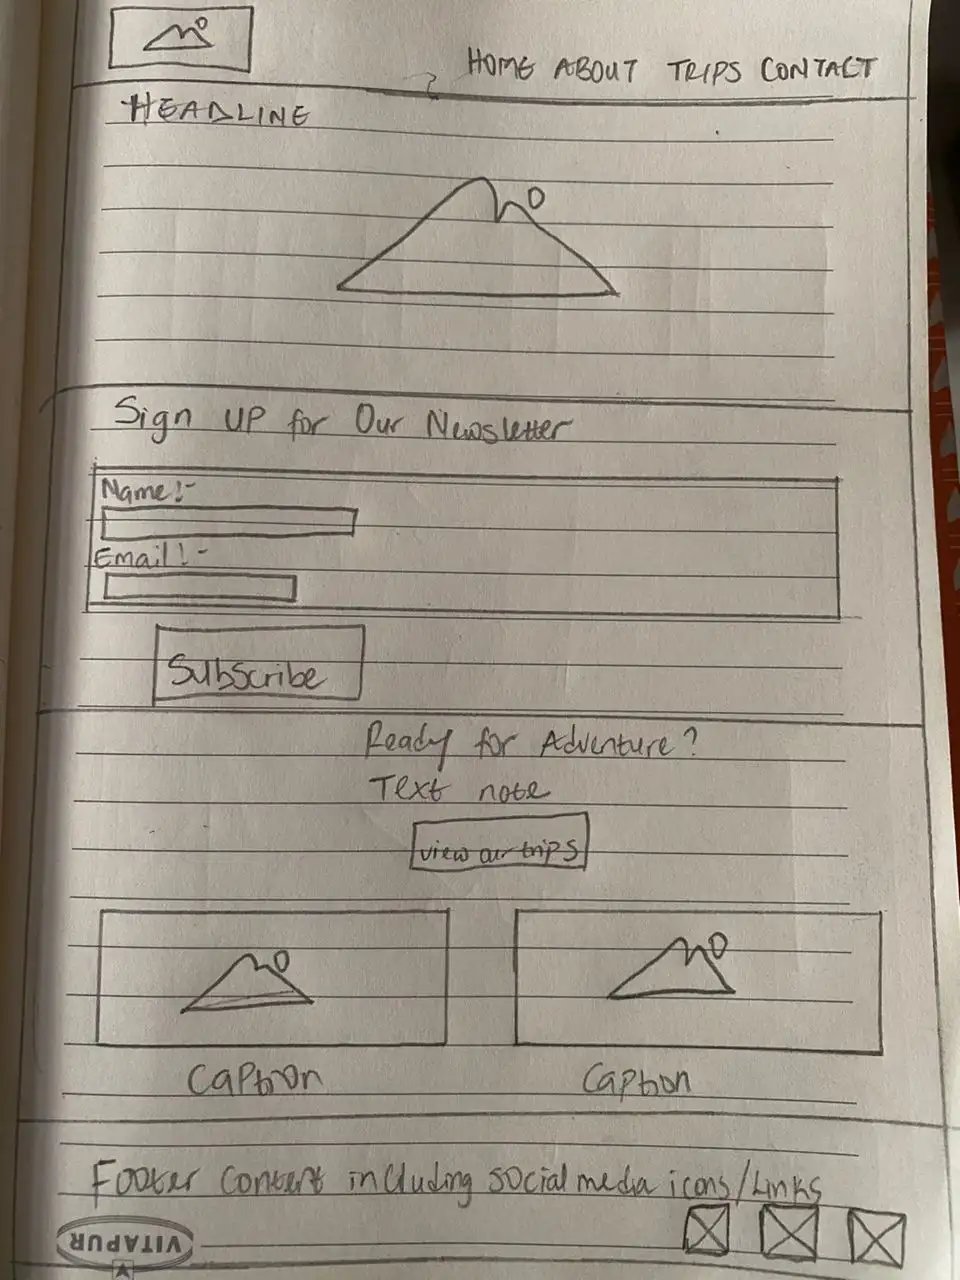 HOME ABOUT TRIPS CONTACT
HEADLINE
Sign UP for Our Newsletter
Name:-
Email:-
Subscribe
Ready for Adventure?
Text note
view our trips
Caption
Caption
Footer Content including social media icons/Links
VITAPUR